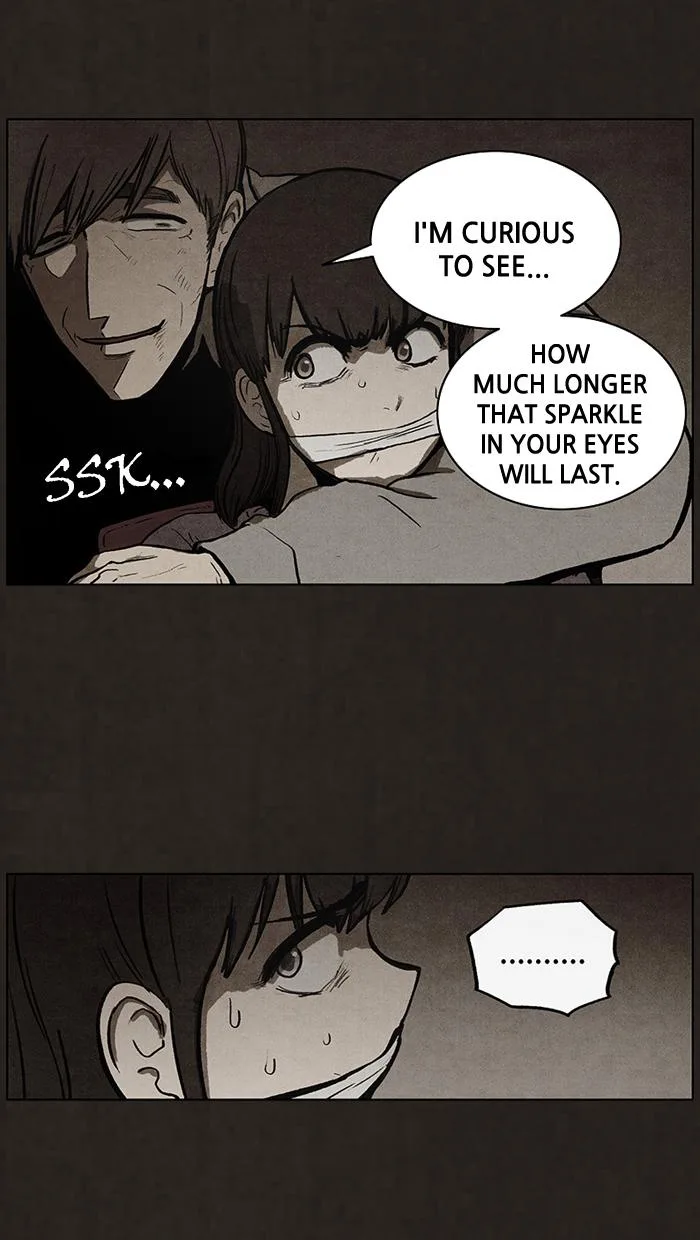 I'M CURIOUS
TO SEE...
HOW
MUCH LONGER
THAT SPARKLE
IN YOUR EYES
WILL LAST.
SSK...
..........